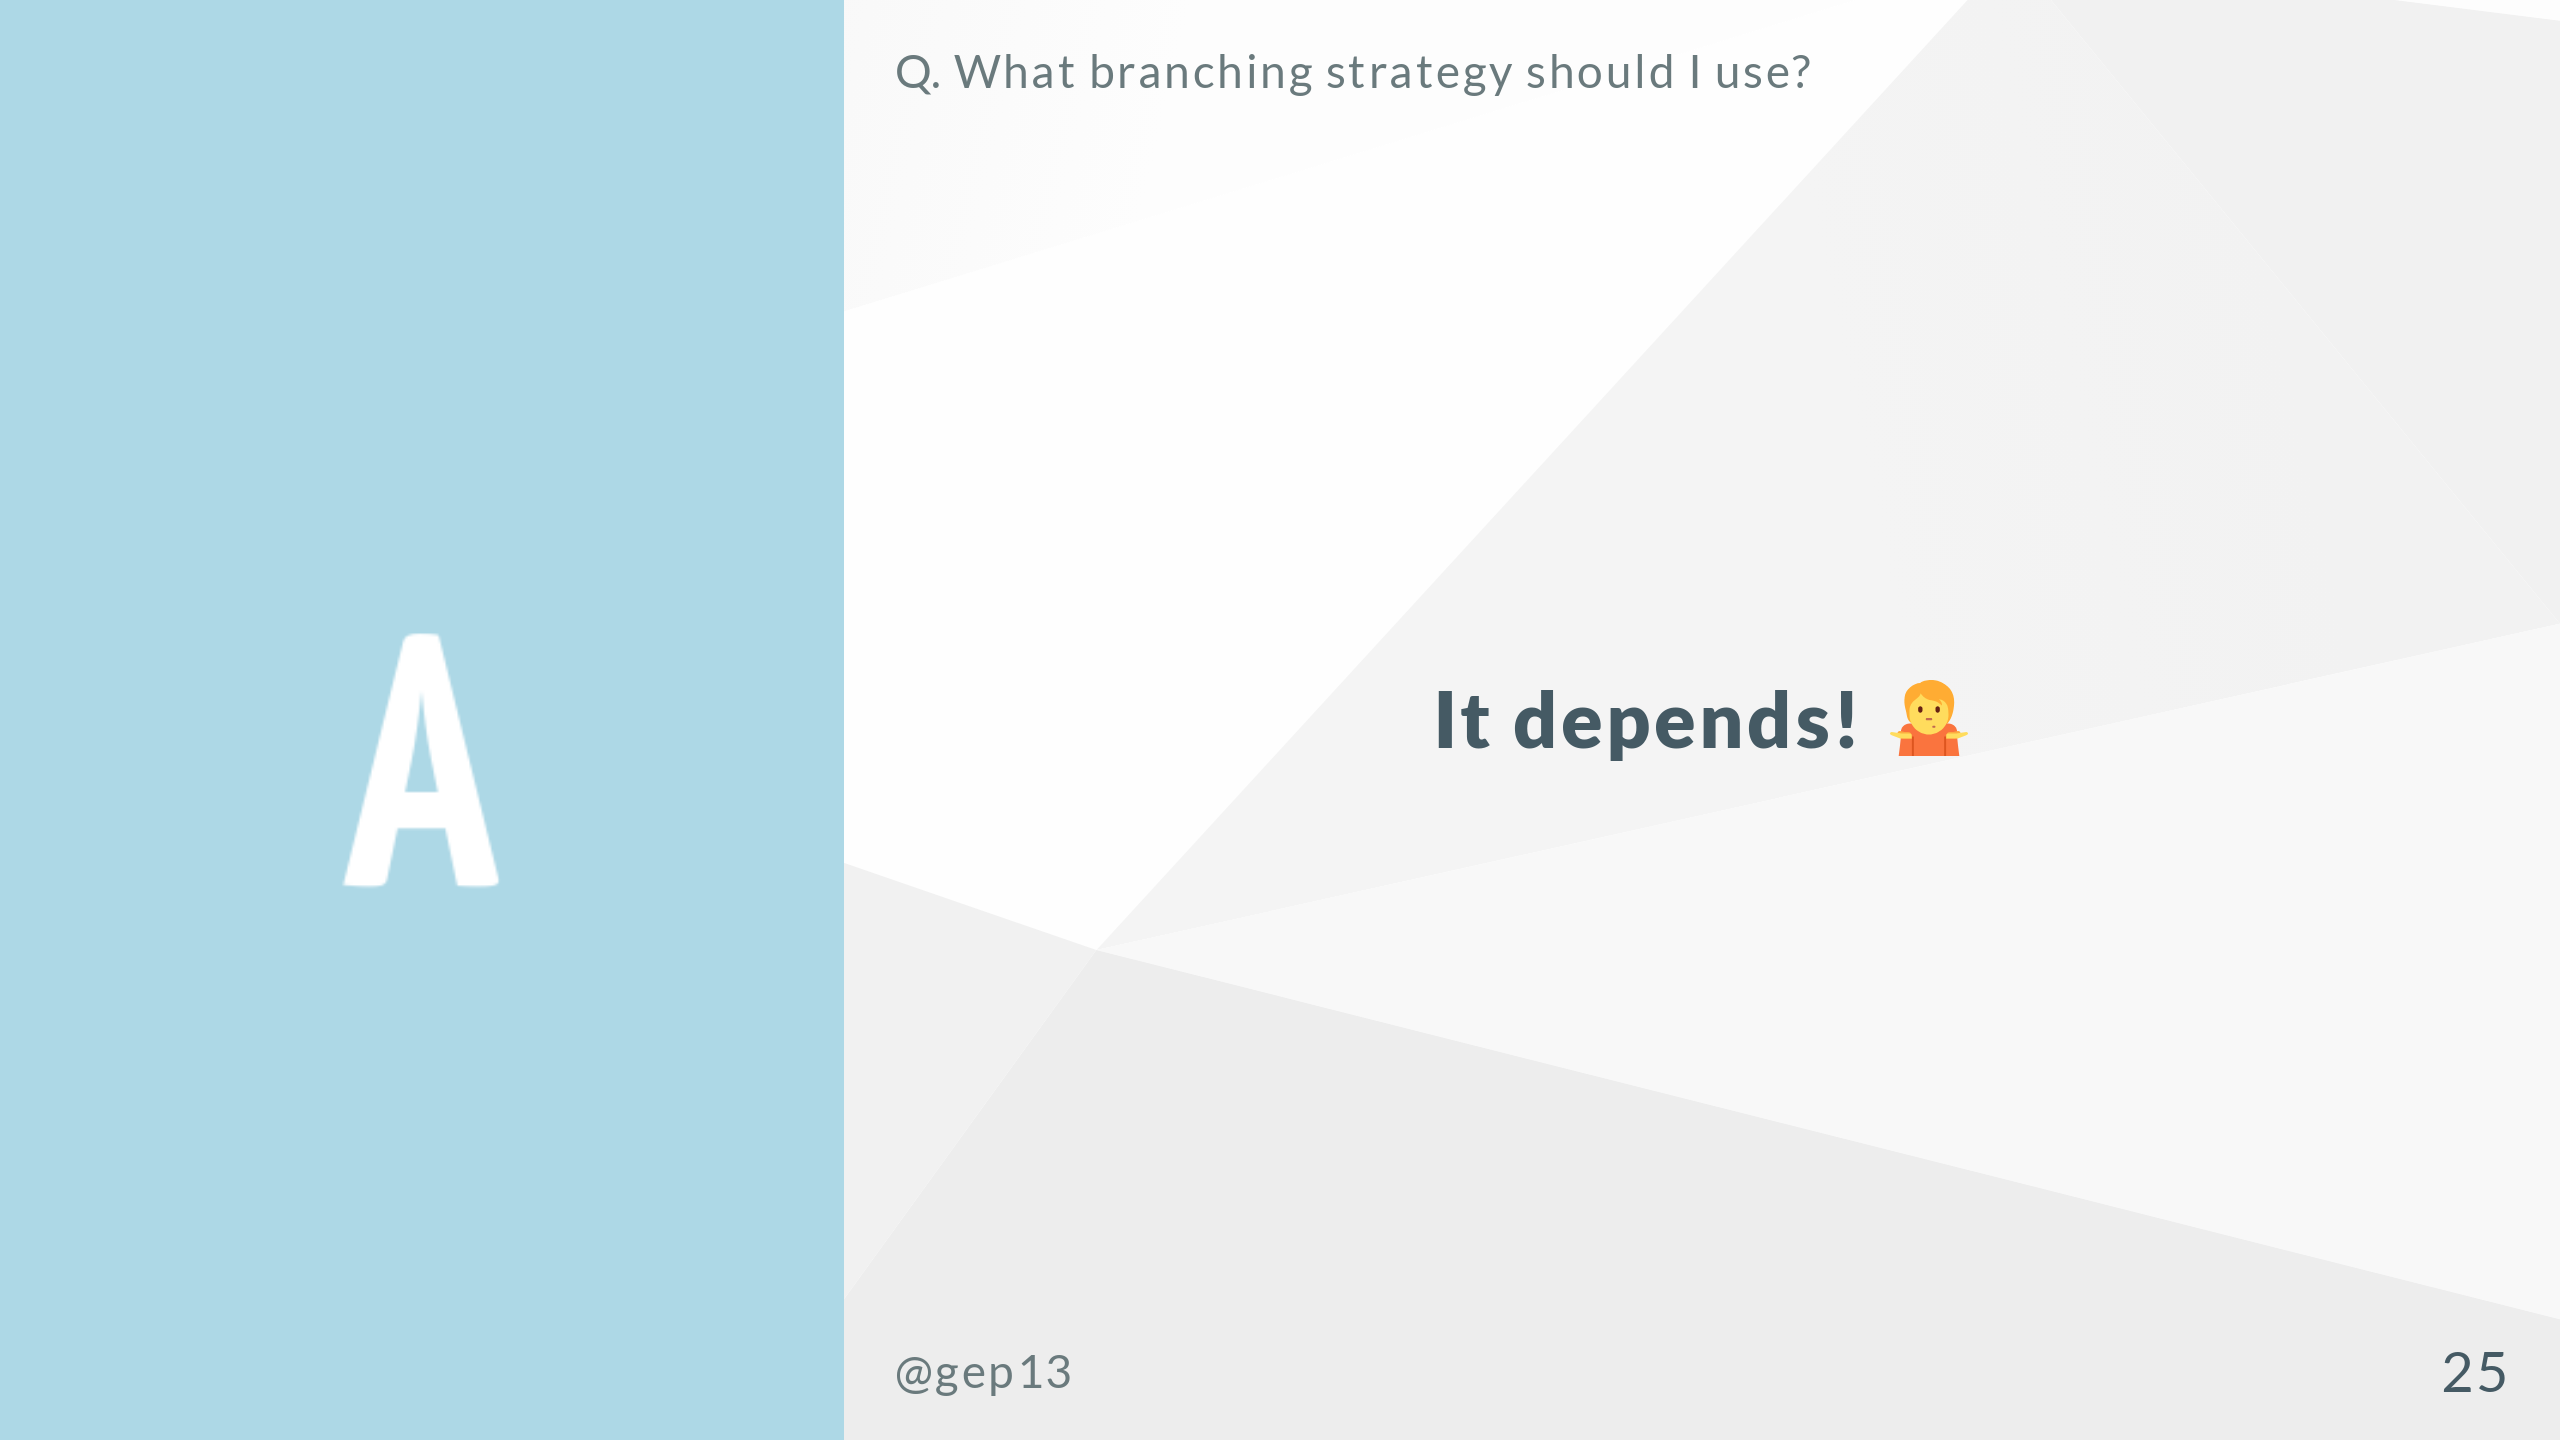 Q. What branching strategy should I use?
A
It depends! 🤷
@gep13
25